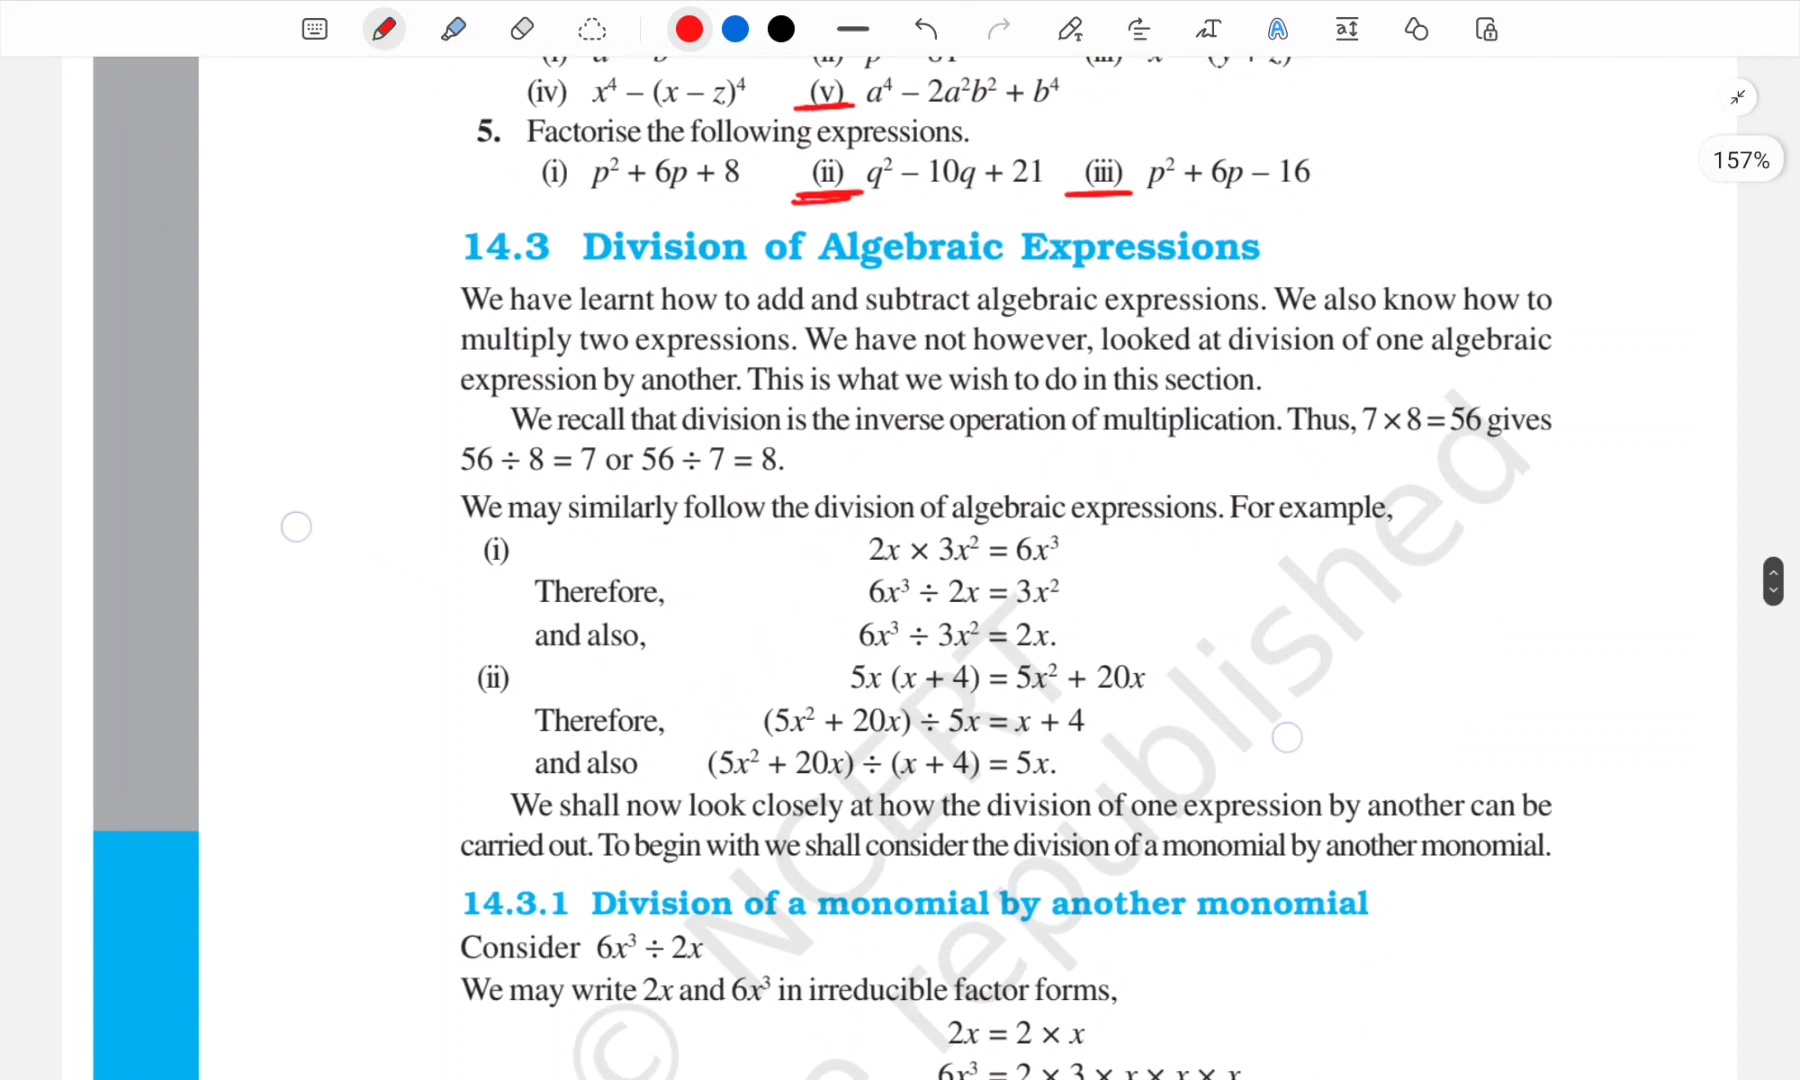 157%
(iv) x⁴ – (x – z)⁴ (v) a⁴ – 2a²b² + b⁴
5. Factorise the following expressions.
(i) p² + 6p + 8 (ii) q² – 10q + 21 (iii) p² + 6p – 16
14.3 Division of Algebraic Expressions
We have learnt how to add and subtract algebraic expressions. We also know how to
multiply two expressions. We have not however, looked at division of one algebraic
expression by another. This is what we wish to do in this section.
We recall that division is the inverse operation of multiplication. Thus, 7 × 8 = 56 gives
56 ÷ 8 = 7 or 56 ÷ 7 = 8.
We may similarly follow the division of algebraic expressions. For example,
(i) 2x × 3x² = 6x³
Therefore, 6x³ ÷ 2x = 3x²
and also, 6x³ ÷ 3x² = 2x.
(ii) 5x (x + 4) = 5x² + 20x
Therefore, (5x² + 20x) ÷ 5x = x + 4
and also (5x² + 20x) ÷ (x + 4) = 5x.
We shall now look closely at how the division of one expression by another can be
carried out. To begin with we shall consider the division of a monomial by another monomial.
14.3.1 Division of a monomial by another monomial
Consider 6x³ ÷ 2x
We may write 2x and 6x³ in irreducible factor forms,
2x = 2 × x
6x³ = 2 × 3 × x × x × x
© NCERT
republished